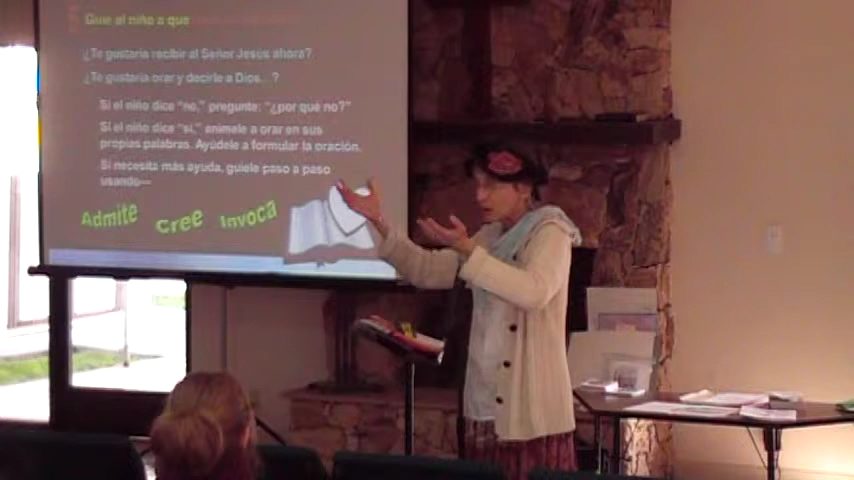 Guíe al niño a que
¿Te gustaría recibir al Señor Jesús ahora?
¿Te gustaría orar y decirle a Dios...?
Si el niño dice "no," pregunte: "¿por qué no?"
Si el niño dice "sí," anímele a orar en sus
propias palabras. Ayúdele a formular la oración.
Si necesita más ayuda, guíele paso a paso
usando—
Admite Cree Invoca